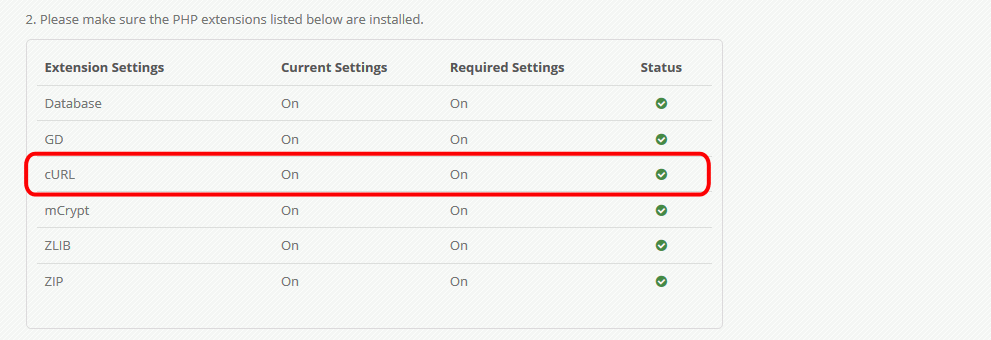 2. Please make sure the PHP extensions listed below are installed.
Extension Settings Current Settings Required Settings Status
Database On On
GD On On
cURL On On
mCrypt On On
ZLIB On On
ZIP On On